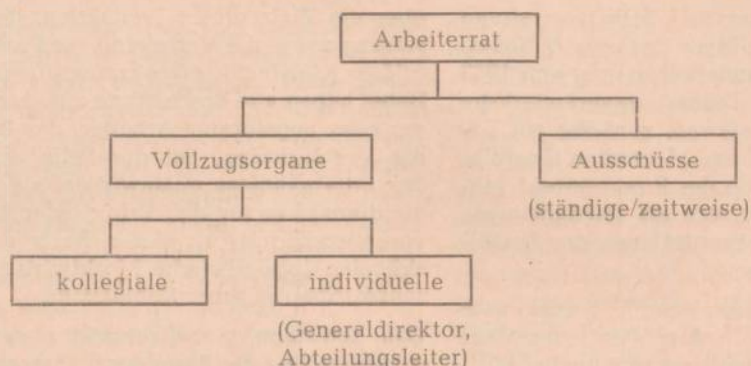 Arbeiterrat
Vollzugsorgane Ausschüsse
(ständige/zeitweise)
kollegiale individuelle
(Generaldirektor,
Abteilungsleiter)